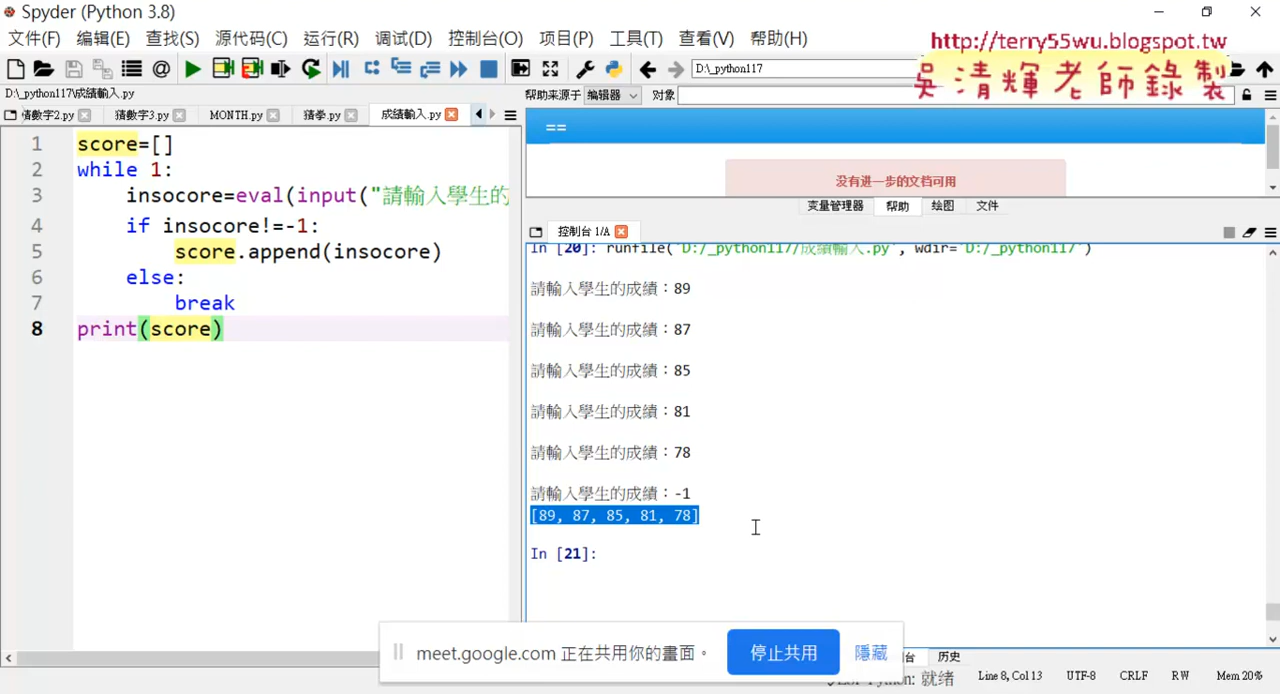 Spyder (Python 3.8)
文件(F) 编辑(E) 查找(S) 源代码(C) 运行(R) 调试(D) 控制台(O) 项目(P) 工具(T) 查看(V) 帮助(H)
http://terry55wu.blogspot.tw
吳清輝老師錄製
D:\_python117
D:\_python117\成績輸入.py
帮助来源于 编辑器 对象
猜數字2.py 猜數字3.py MONTH.py 猜拳.py 成績輸入.py
==
没有进一步的文档可用
变量管理器 帮助 绘图 文件
控制台 1/A
1 score=[]
2 while 1:
3 insocore=eval(input("請輸入學生的
4 if insocore!=-1:
5 score.append(insocore)
6 else:
7 break
8 print(score)
In [20]: runfile('D:/_python117/成績輸入.py', wdir='D:/_python117')
請輸入學生的成績：89
請輸入學生的成績：87
請輸入學生的成績：85
請輸入學生的成績：81
請輸入學生的成績：78
請輸入學生的成績：-1
[89, 87, 85, 81, 78]
In [21]:
meet.google.com 正在共用你的畫面。 停止共用 隱藏
台 历史
Python: 就绪 Line 8, Col 13 UTF-8 CRLF RW Mem 20%